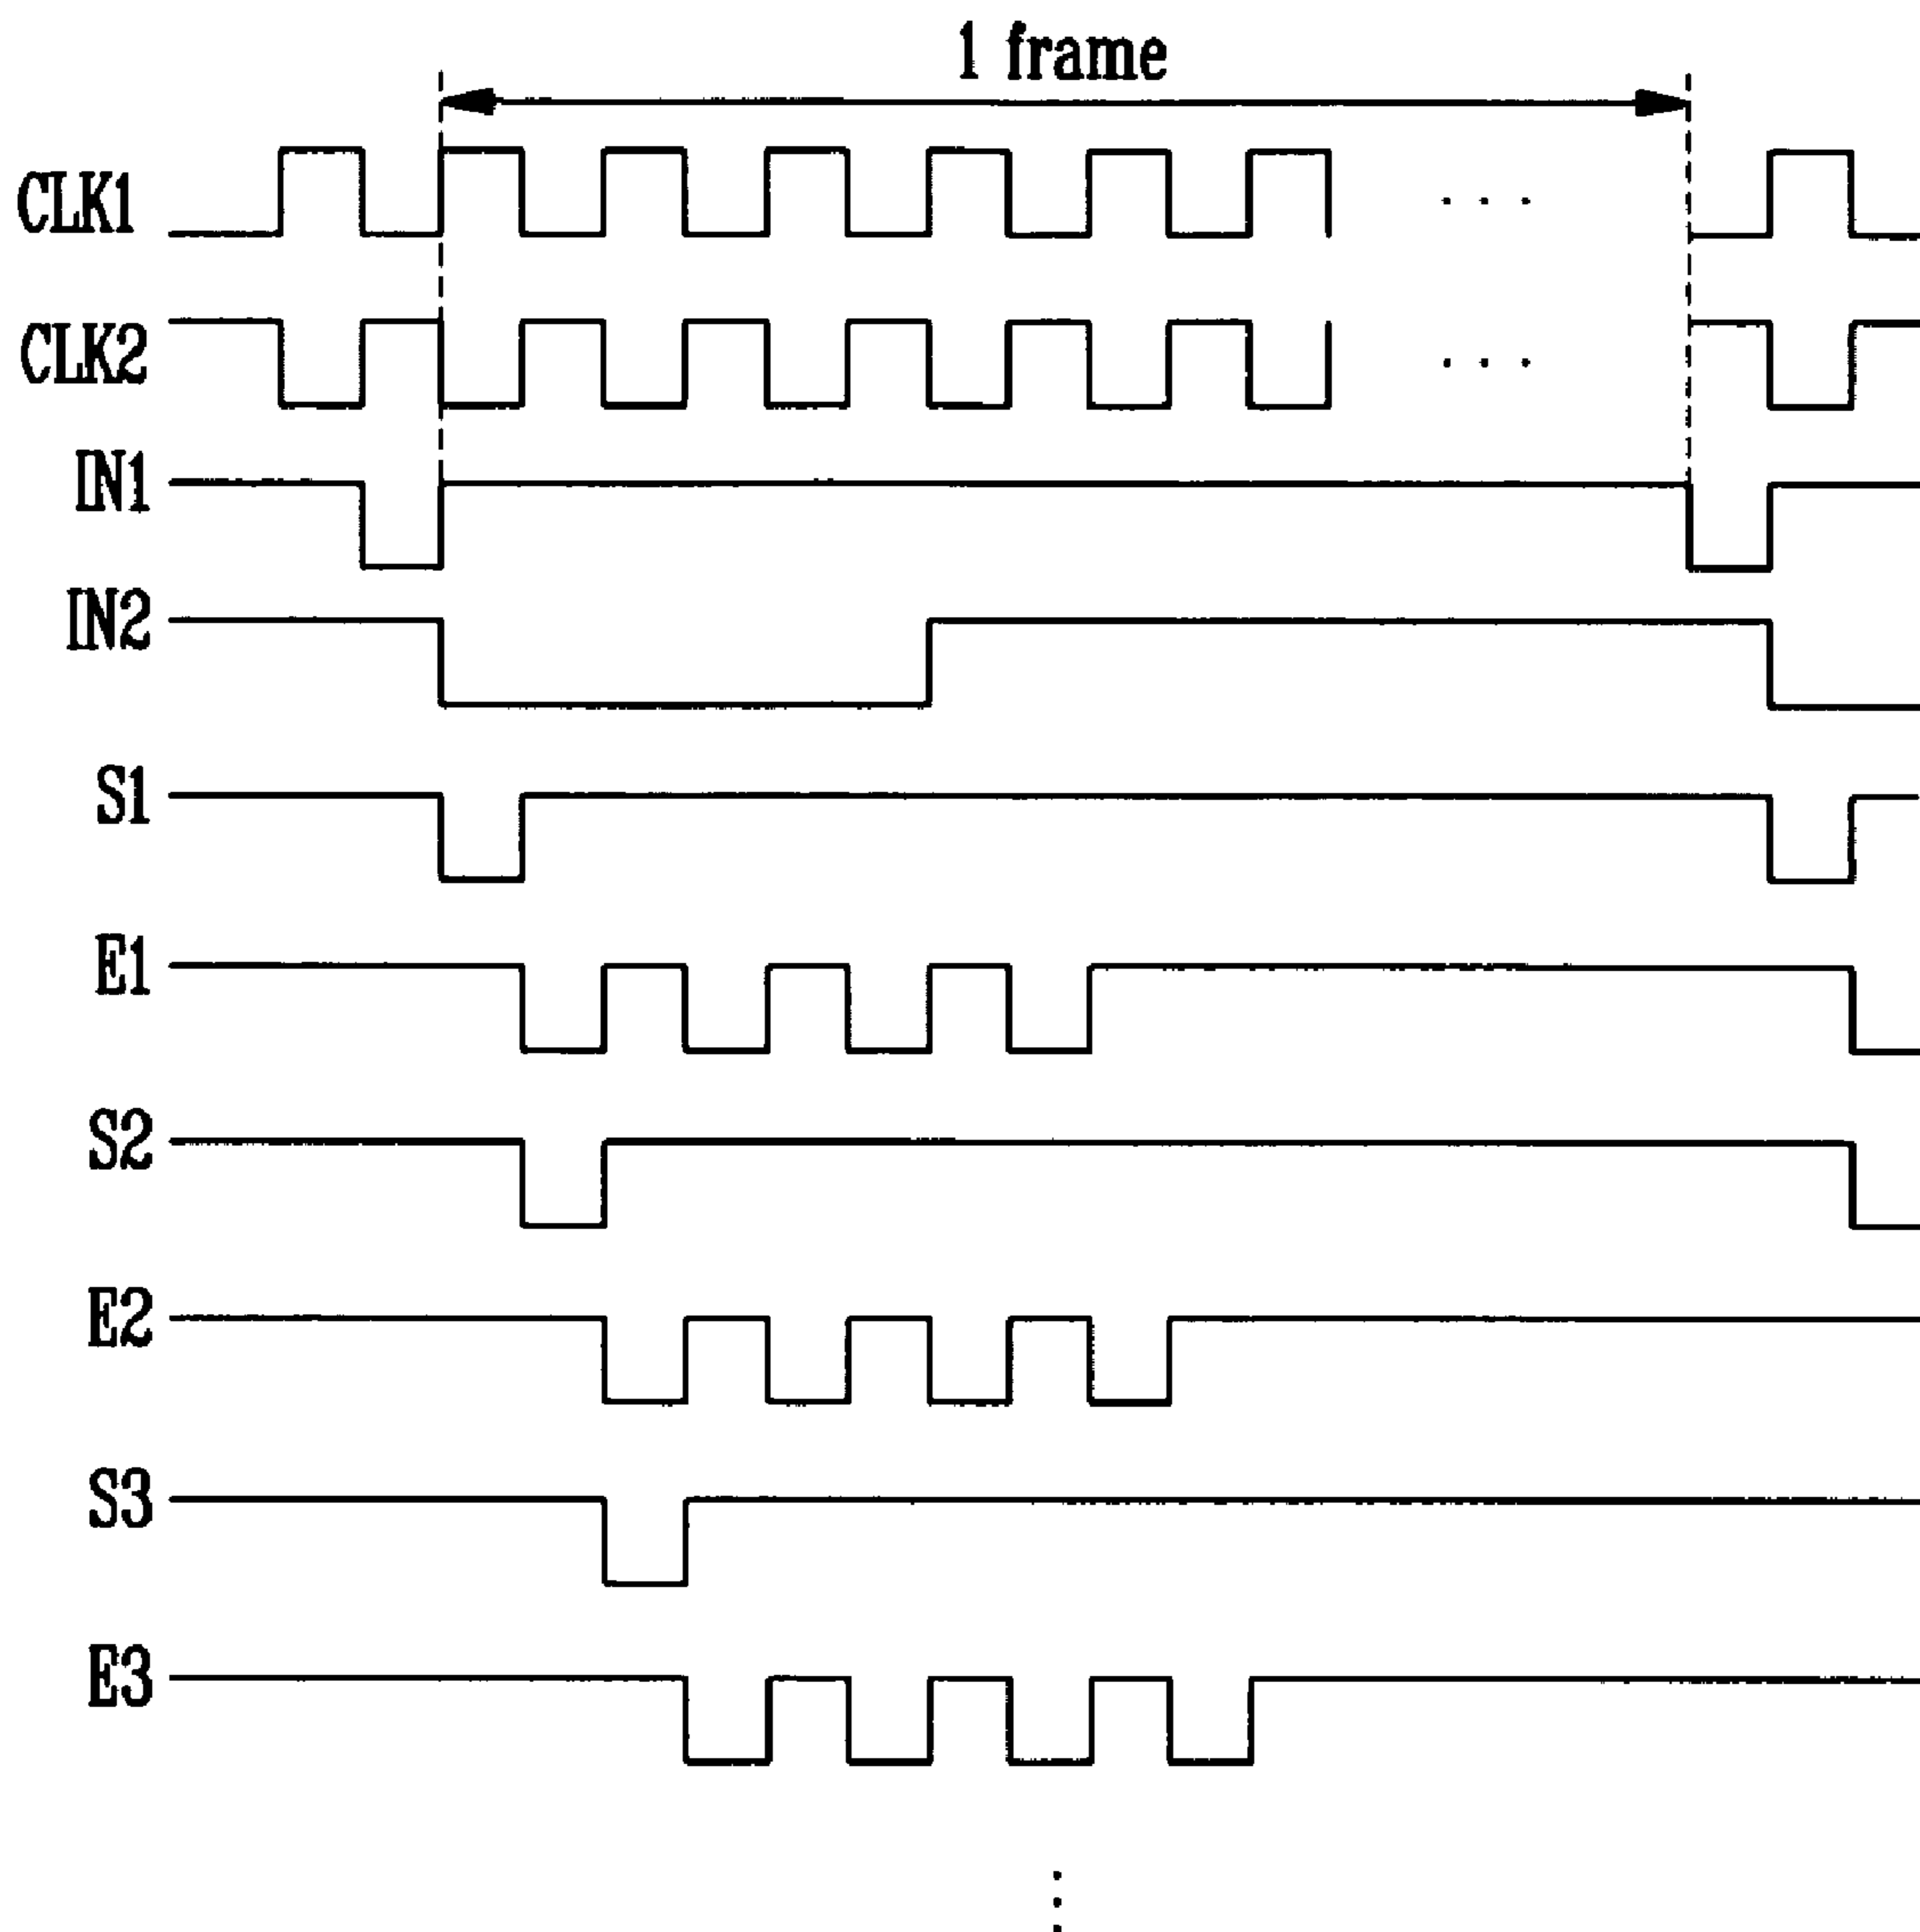 1 frame
CLK1
. . .
CLK2
. . .
IN1
IN2
S1
E1
S2
E2
S3
E3